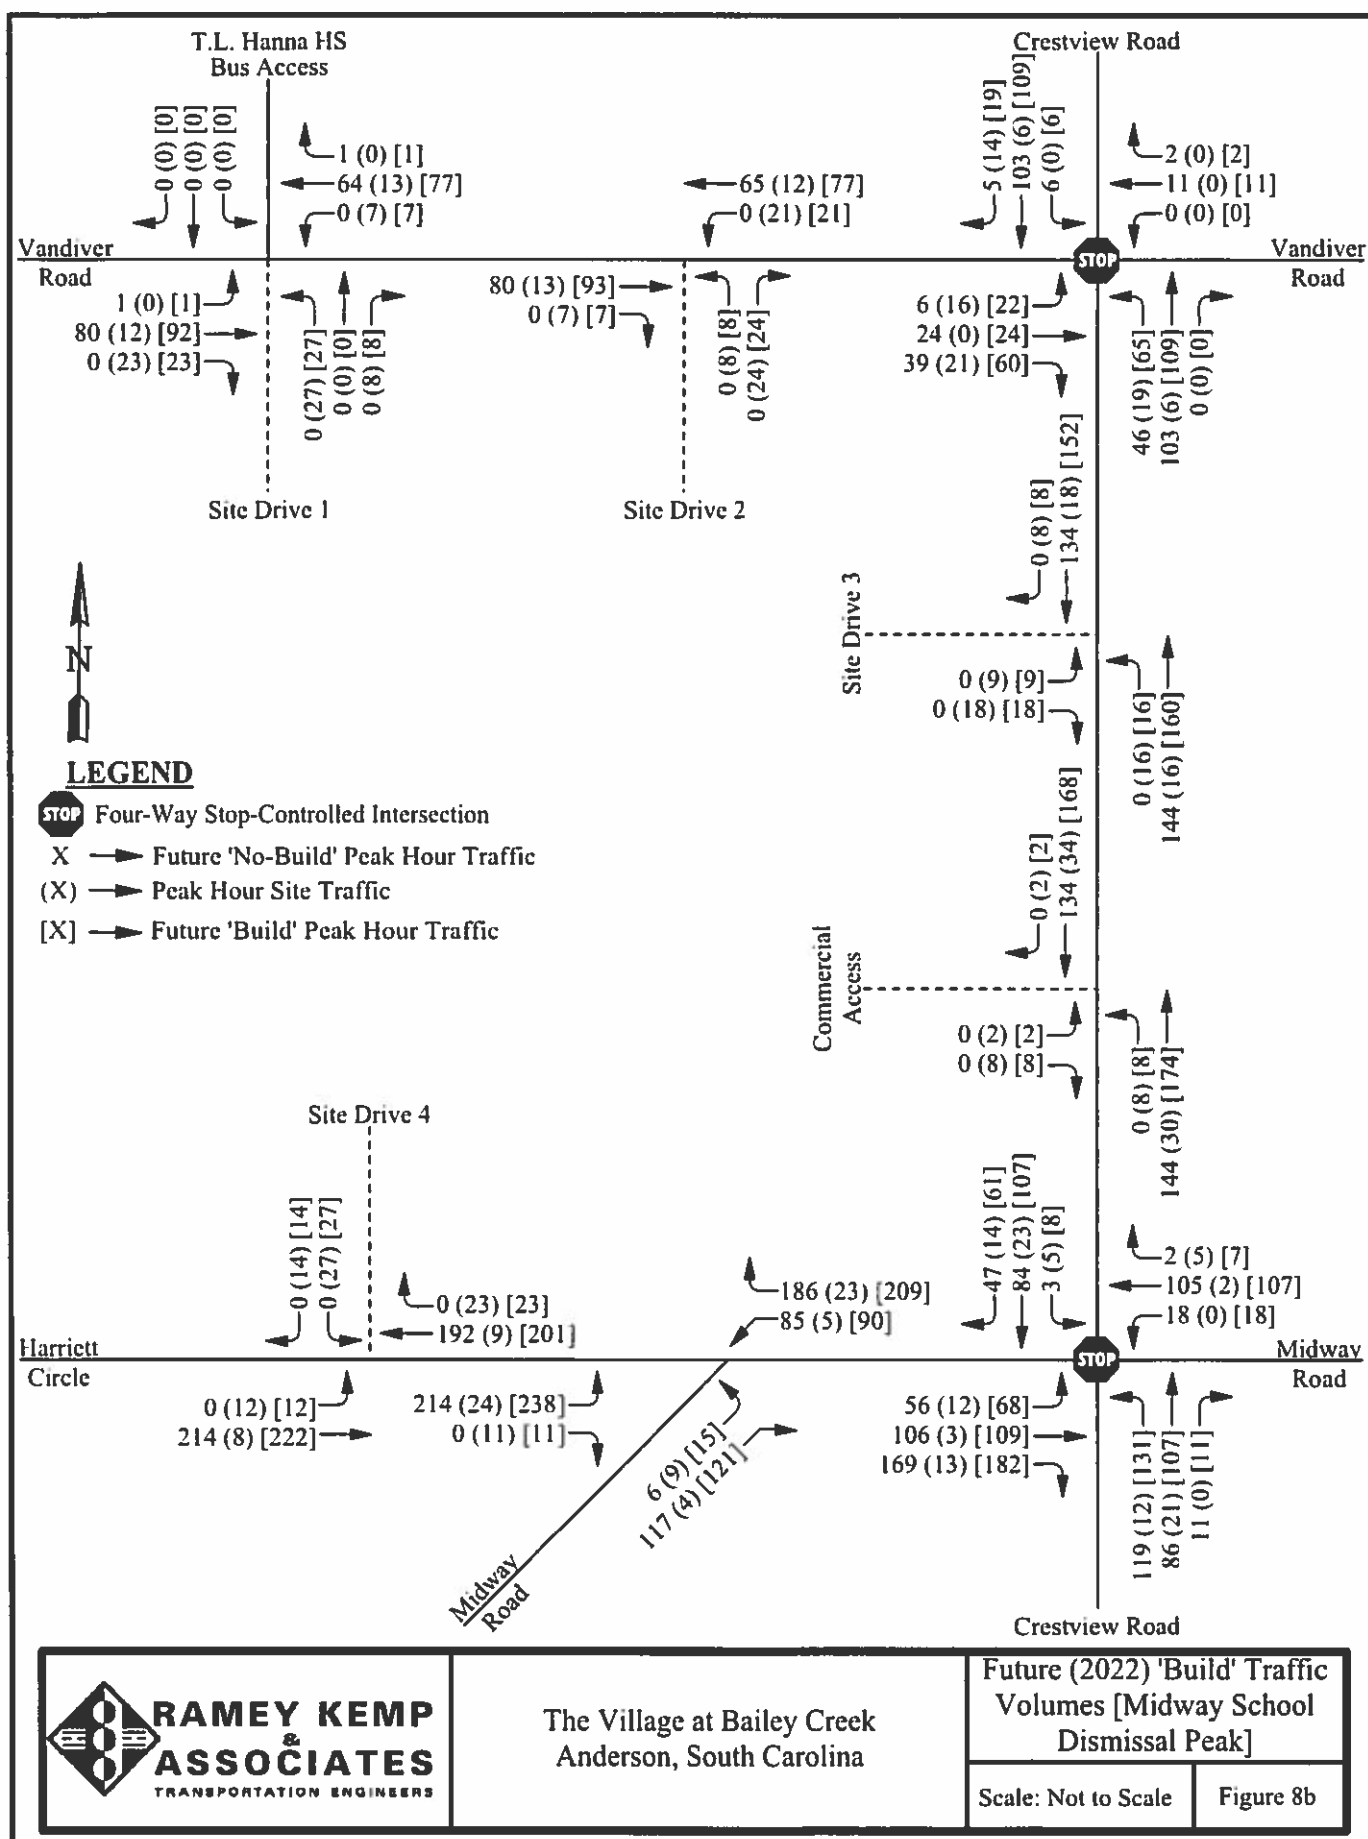 T.L. Hanna HS
Bus Access
Crestview Road
0 (0) [0]
0 (0) [0]
0 (0) [0]
1 (0) [1]
64 (13) [77]
0 (7) [7]
65 (12) [77]
0 (21) [21]
5 (14) [19]
103 (6) [109]
6 (0) [6]
2 (0) [2]
11 (0) [11]
0 (0) [0]
Vandiver
Road
STOP
Vandiver
Road
1 (0) [1]
80 (12) [92]
0 (23) [23]
0 (27) [27]
0 (0) [0]
0 (8) [8]
80 (13) [93]
0 (7) [7]
0 (8) [8]
0 (24) [24]
6 (16) [22]
24 (0) [24]
39 (21) [60]
46 (19) [65]
103 (6) [109]
0 (0) [0]
Site Drive 1
Site Drive 2
0 (8) [8]
134 (18) [152]
Site Drive 3
0 (9) [9]
0 (18) [18]
0 (16) [16]
144 (16) [160]
N
LEGEND
STOP Four-Way Stop-Controlled Intersection
X Future 'No-Build' Peak Hour Traffic
(X) Peak Hour Site Traffic
[X] Future 'Build' Peak Hour Traffic
0 (2) [2]
134 (34) [168]
Commercial
Access
0 (2) [2]
0 (8) [8]
0 (8) [8]
144 (30) [174]
Site Drive 4
0 (14) [14]
0 (27) [27]
0 (23) [23]
192 (9) [201]
186 (23) [209]
85 (5) [90]
47 (14) [61]
84 (23) [107]
3 (5) [8]
2 (5) [7]
105 (2) [107]
18 (0) [18]
Harriett
Circle
STOP
Midway
Road
0 (12) [12]
214 (8) [222]
214 (24) [238]
0 (11) [11]
6 (9) [15]
117 (4) [121]
56 (12) [68]
106 (3) [109]
169 (13) [182]
119 (12) [131]
86 (21) [107]
11 (0) [11]
Midway
Road
Crestview Road
RAMEY KEMP
&
ASSOCIATES
TRANSPORTATION ENGINEERS
The Village at Bailey Creek
Anderson, South Carolina
Future (2022) 'Build' Traffic
Volumes [Midway School
Dismissal Peak]
Scale: Not to Scale
Figure 8b